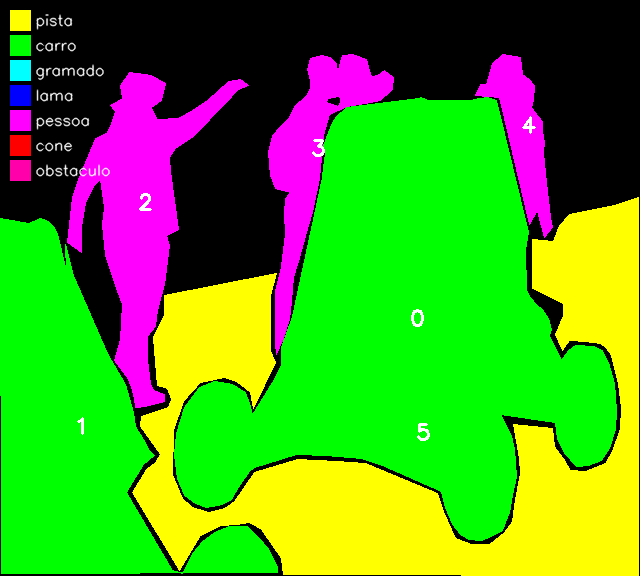 pista
carro
gramado
lama
pessoa
cone
obstaculo
4
3
2
0
1
5